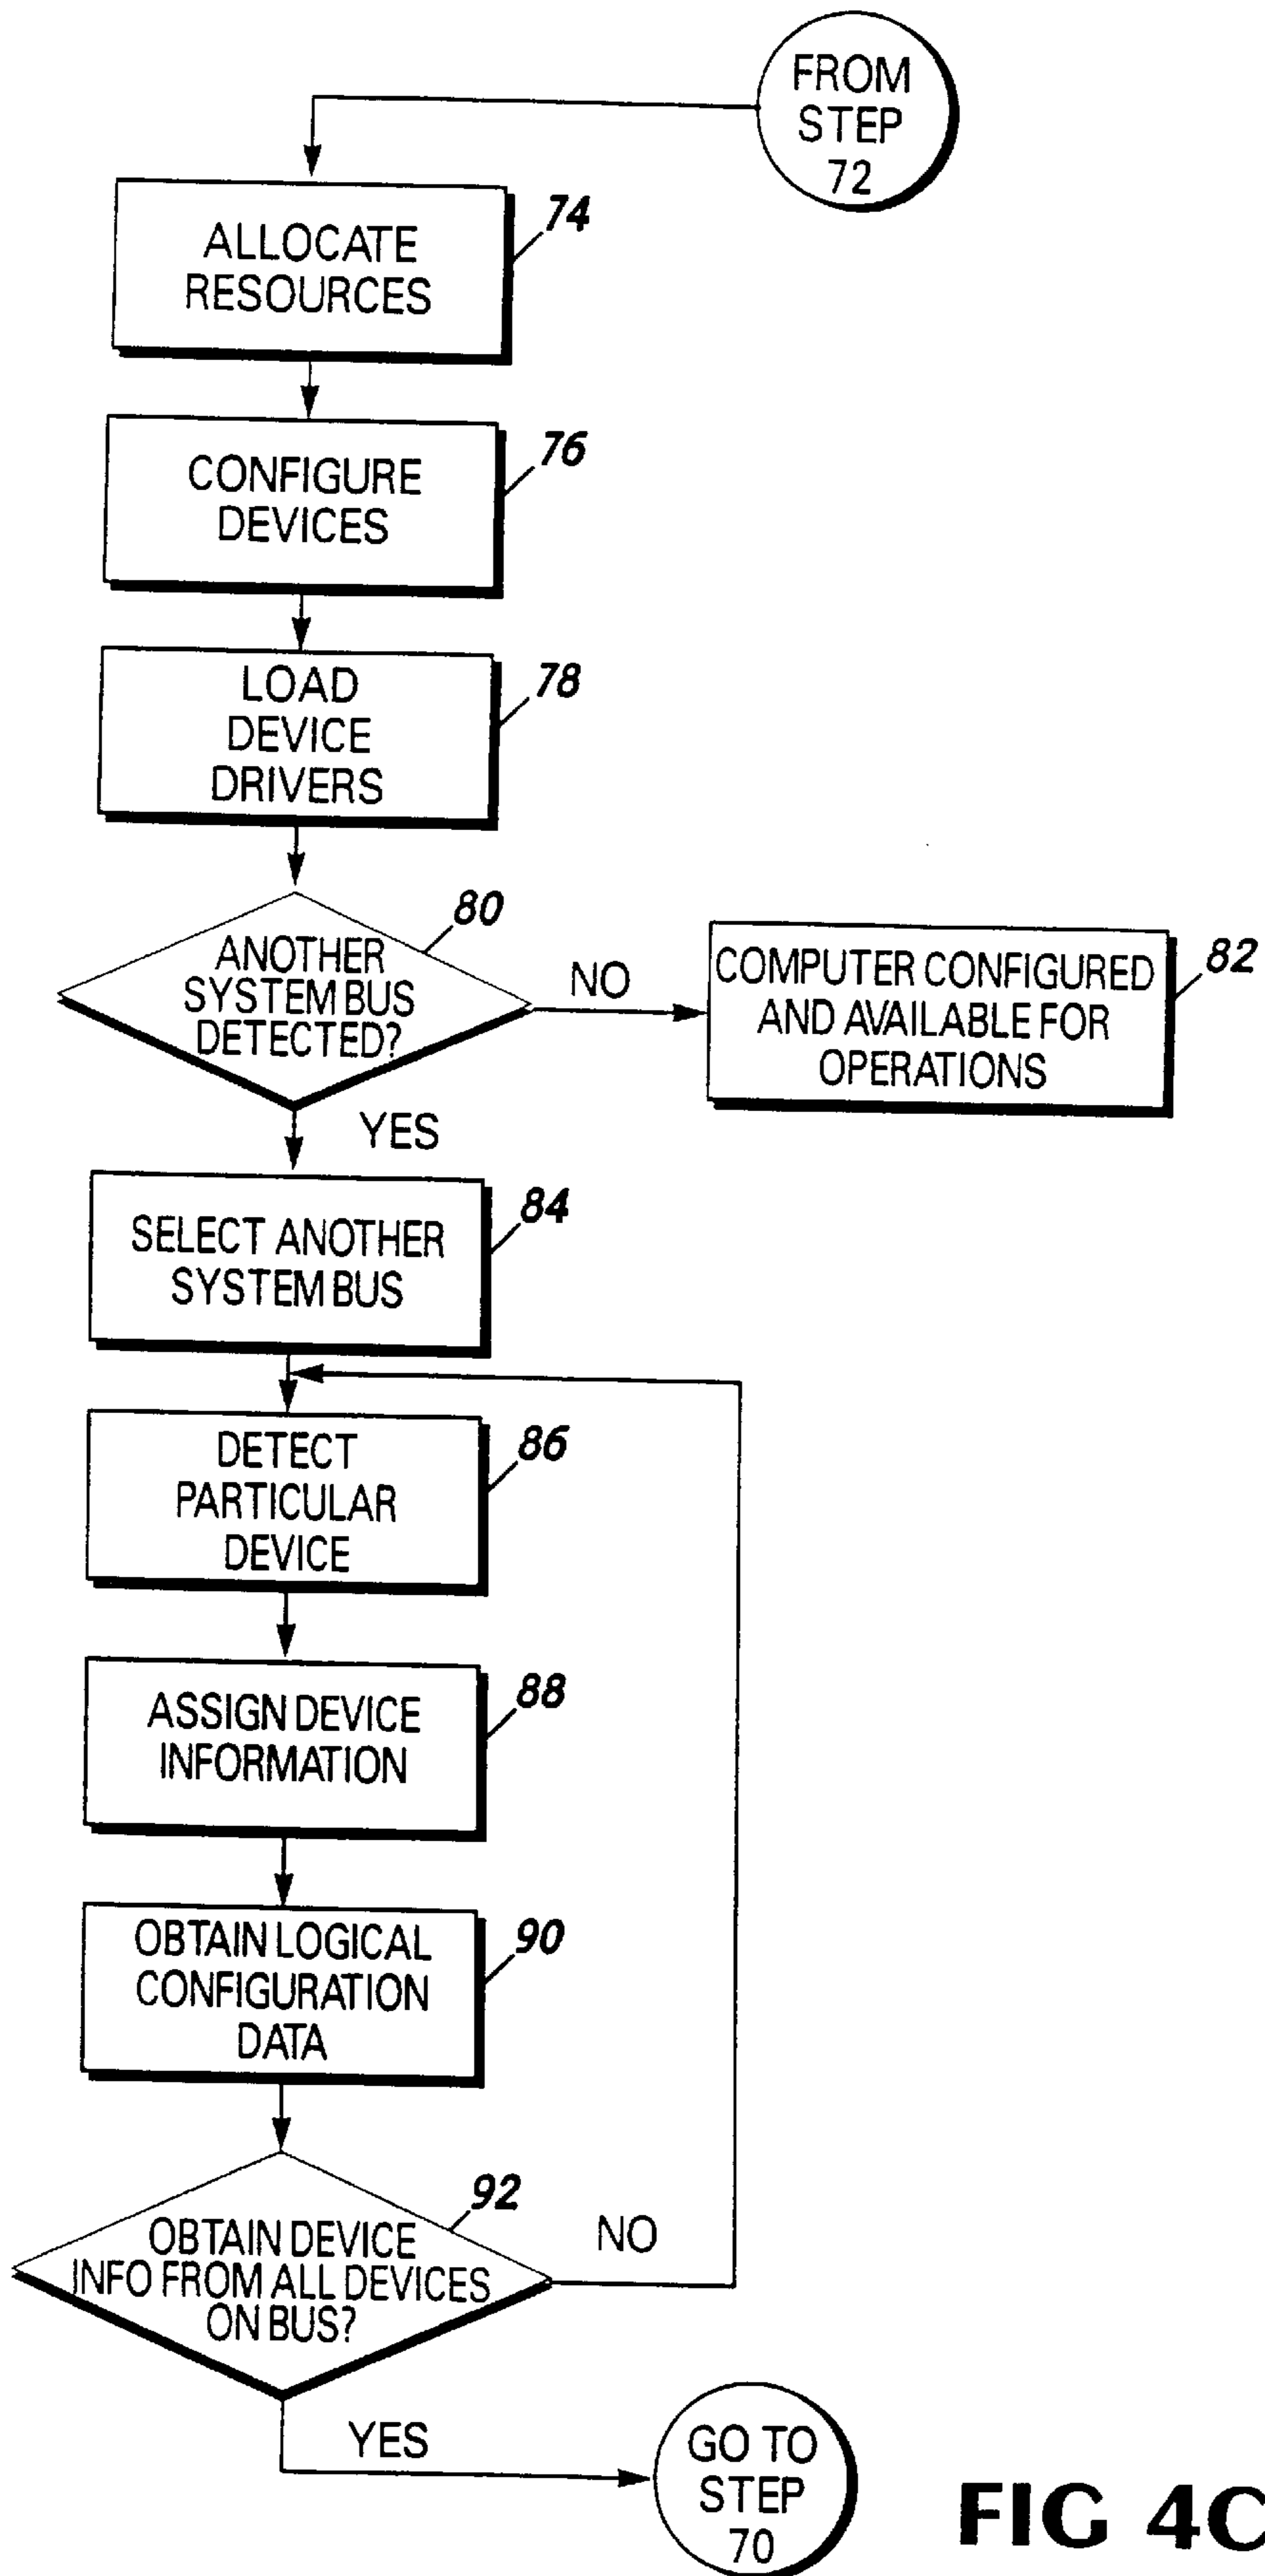 FROM
STEP
72
ALLOCATE
RESOURCES
74
CONFIGURE
DEVICES
76
LOAD
DEVICE
DRIVERS
78
ANOTHER
SYSTEM BUS
DETECTED?
80
NO
COMPUTER CONFIGURED
AND AVAILABLE FOR
OPERATIONS
82
YES
SELECT ANOTHER
SYSTEM BUS
84
DETECT
PARTICULAR
DEVICE
86
ASSIGN DEVICE
INFORMATION
88
OBTAIN LOGICAL
CONFIGURATION
DATA
90
OBTAIN DEVICE
INFO FROM ALL DEVICES
ON BUS?
92
NO
YES
GO TO
STEP
70
FIG 4C